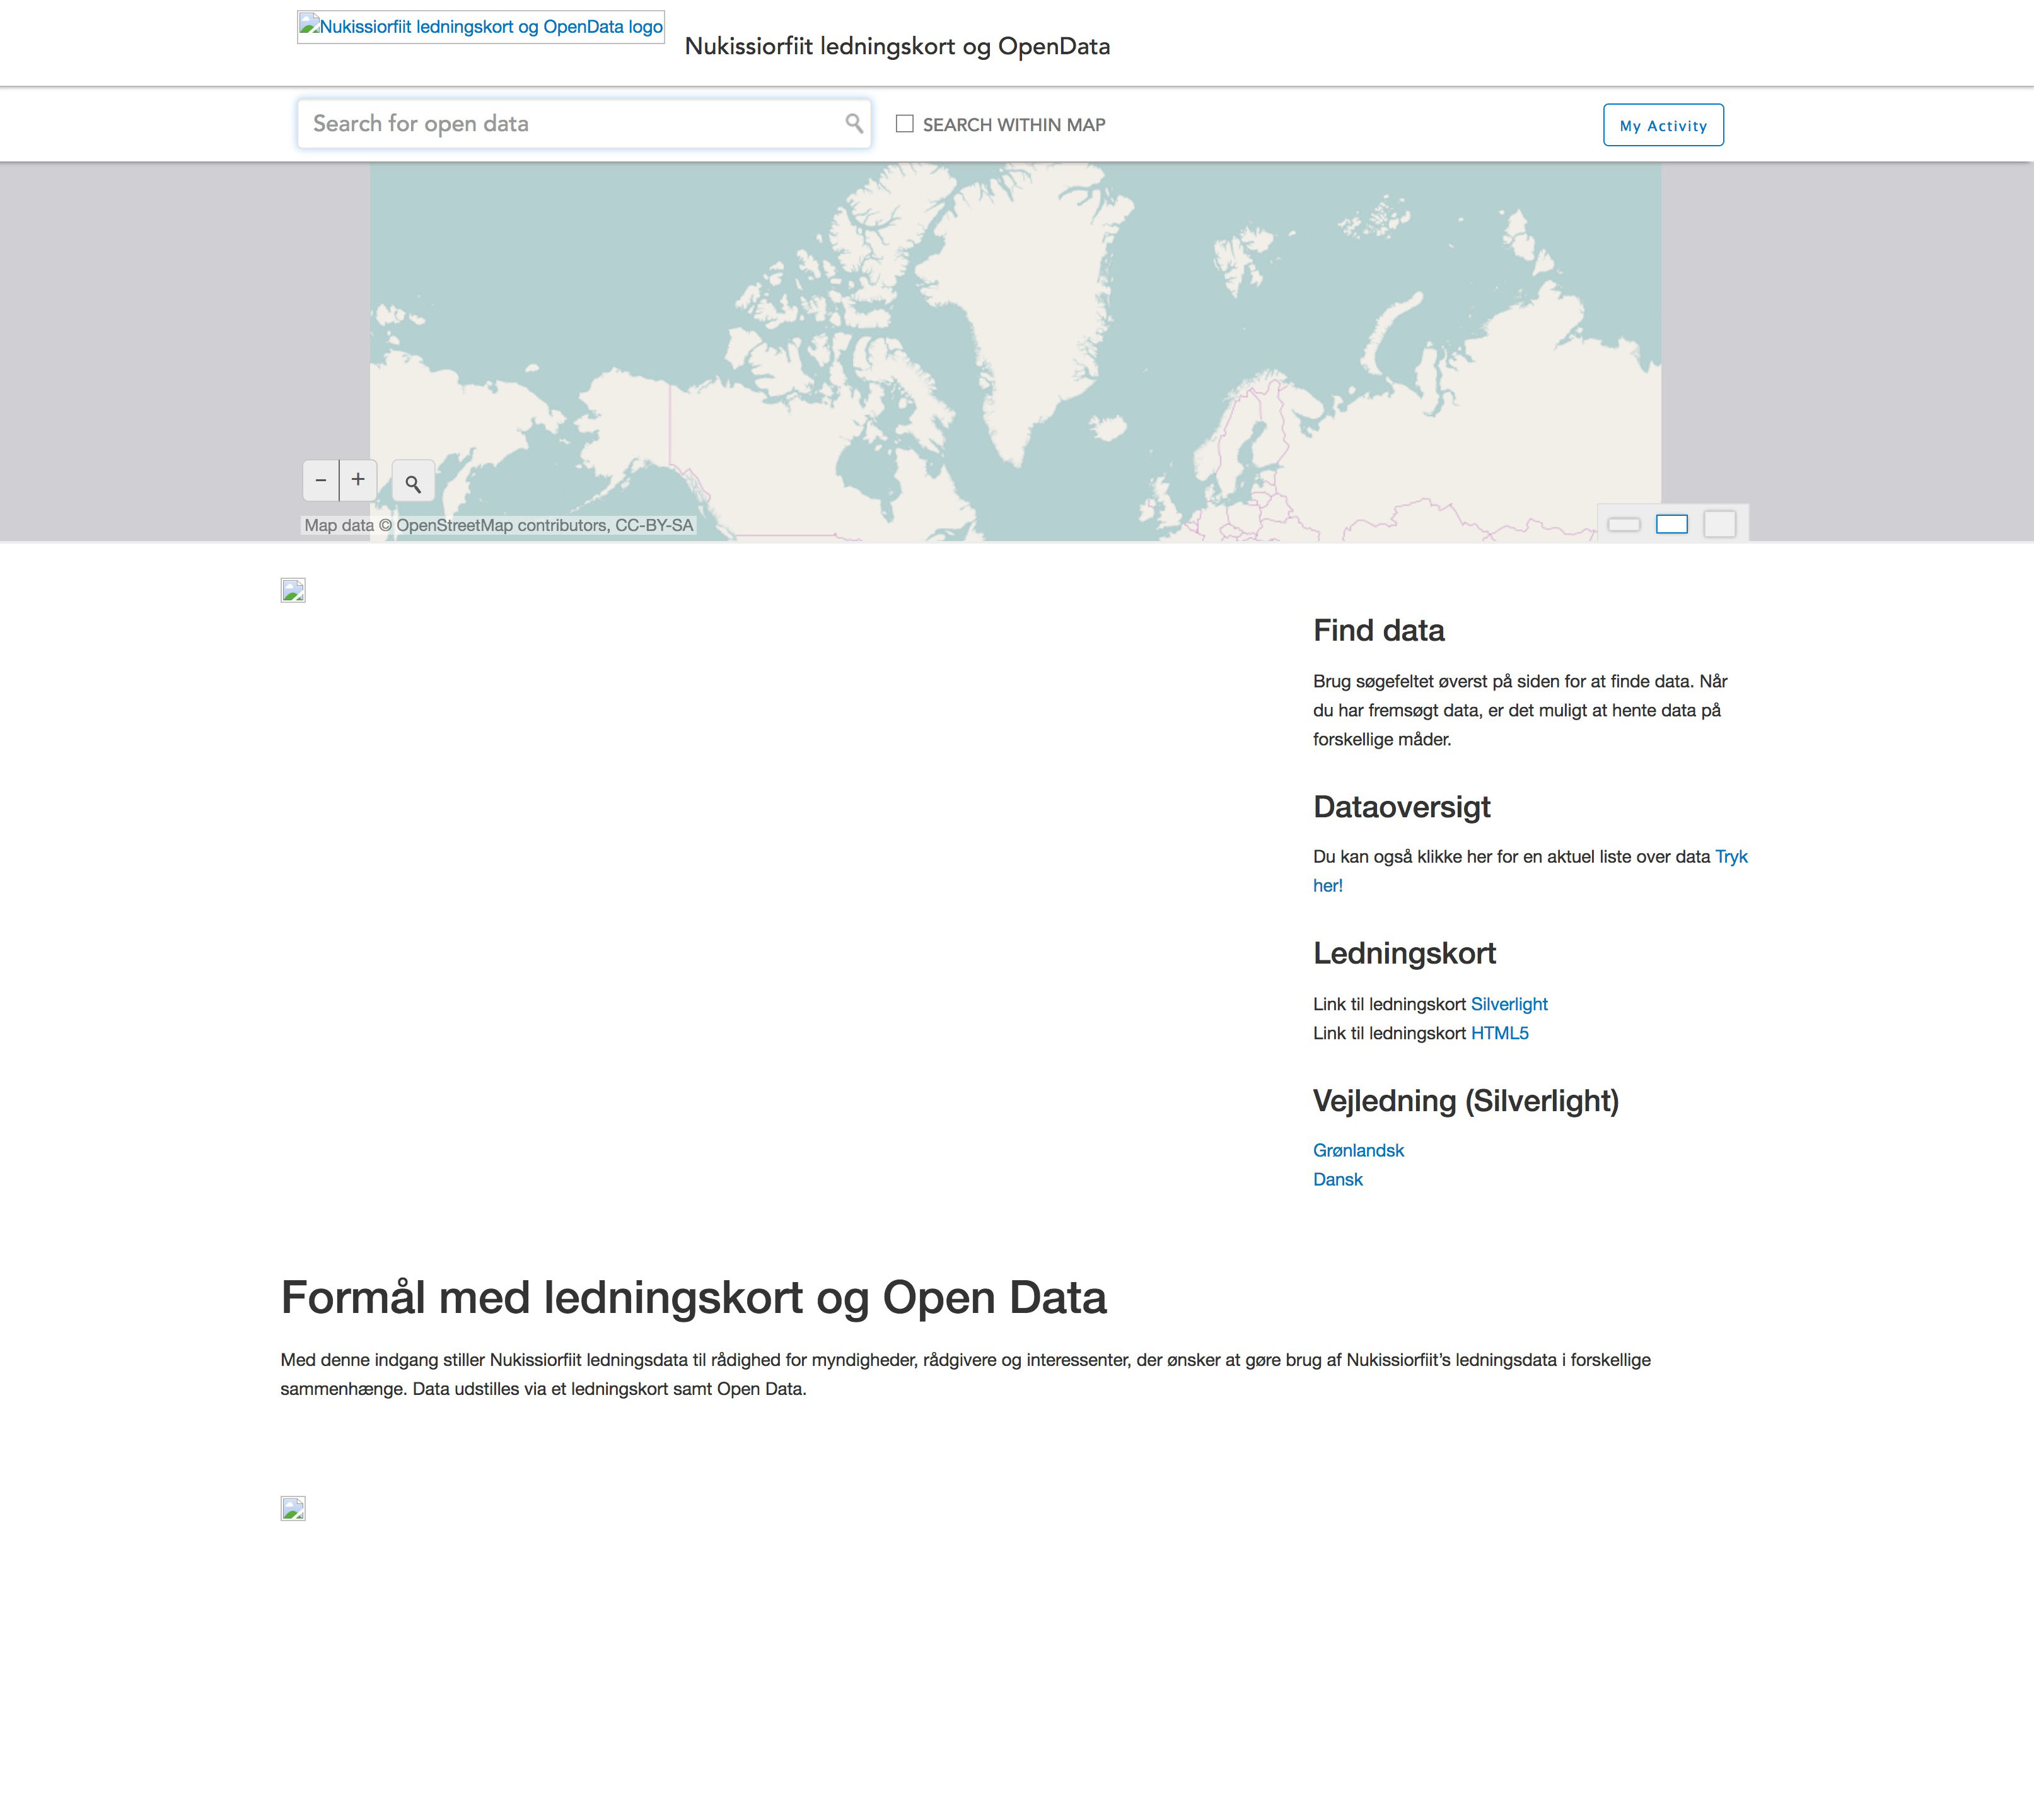 Nukissiorfiit ledningskort og OpenData logo
Nukissiorfiit ledningskort og OpenData
Search for open data
SEARCH WITHIN MAP
My Activity
− +
Map data © OpenStreetMap contributors, CC-BY-SA
Find data
Brug søgefeltet øverst på siden for at finde data. Når
du har fremsøgt data, er det muligt at hente data på
forskellige måder.
Dataoversigt
Du kan også klikke her for en aktuel liste over data Tryk
her!
Ledningskort
Link til ledningskort Silverlight
Link til ledningskort HTML5
Vejledning (Silverlight)
Grønlandsk
Dansk
Formål med ledningskort og Open Data
Med denne indgang stiller Nukissiorfiit ledningsdata til rådighed for myndigheder, rådgivere og interessenter, der ønsker at gøre brug af Nukissiorfiit’s ledningsdata i forskellige
sammenhænge. Data udstilles via et ledningskort samt Open Data.